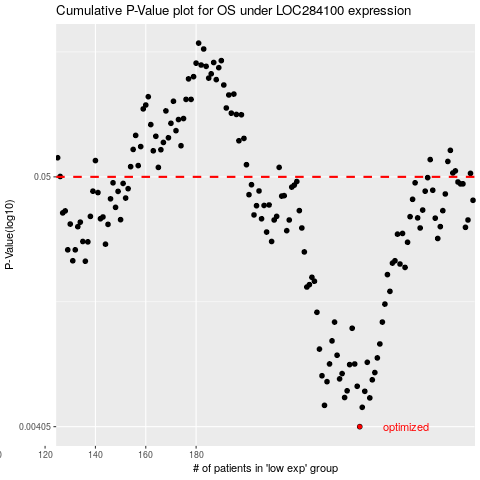 Cumulative P-Value plot for OS under LOC284100 expression
P-Value(log10)
0.05
0.00405
optimized
0 120 140 160 180
# of patients in 'low exp' group